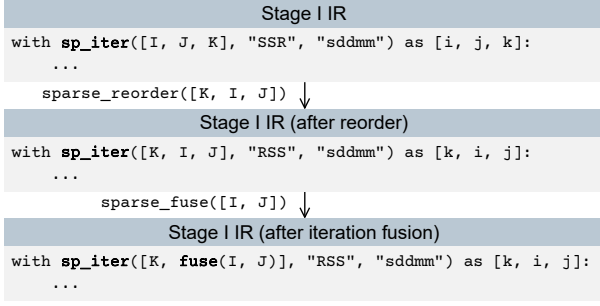 Stage I IR
with sp_iter([I, J, K], "SSR", "sddmm") as [i, j, k]:
...
sparse_reorder([K, I, J])
Stage I IR (after reorder)
with sp_iter([K, I, J], "RSS", "sddmm") as [k, i, j]:
...
sparse_fuse([I, J])
Stage I IR (after iteration fusion)
with sp_iter([K, fuse(I, J)], "RSS", "sddmm") as [k, i, j]:
...